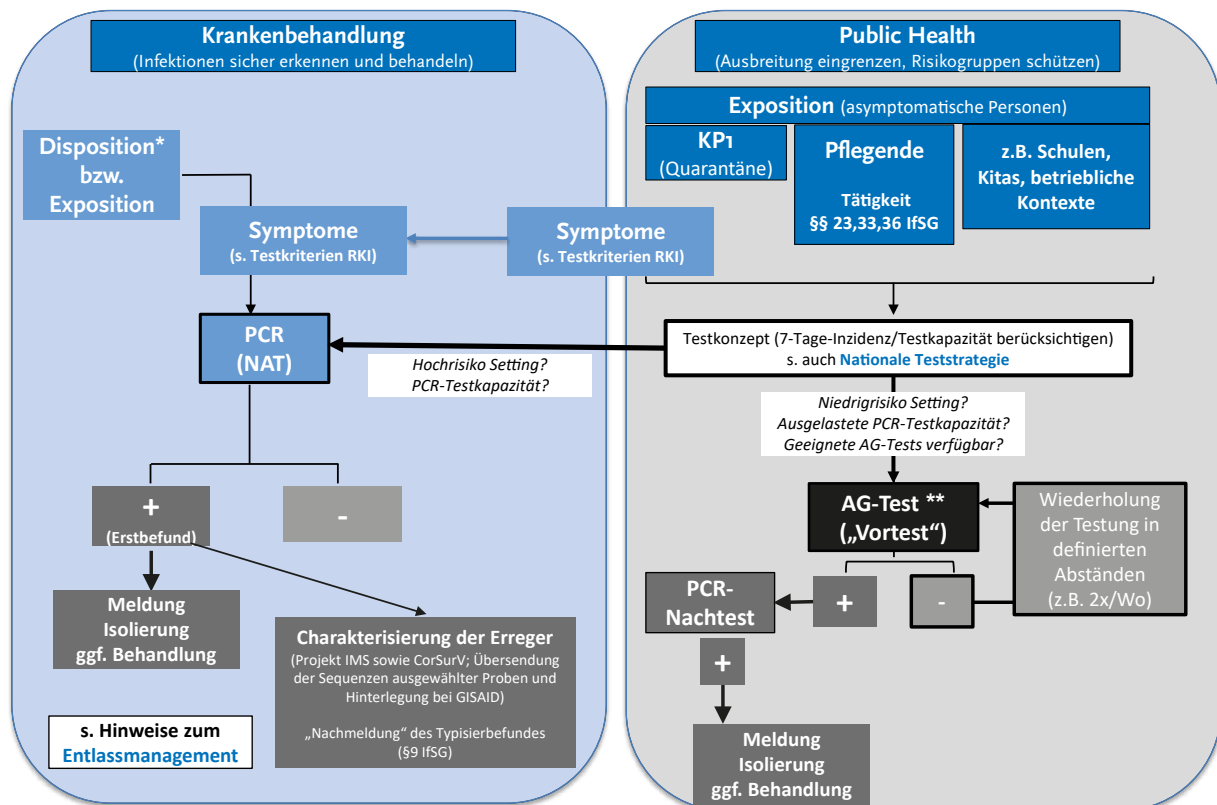 Krankenbehandlung
(Infektionen sicher erkennen und behandeln)
Disposition*
bzw.
Exposition
Symptome
(s. Testkriterien RKI)
Symptome
(s. Testkriterien RKI)
PCR
(NAT)
Hochrisiko Setting?
PCR-Testkapazität?
+
(Erstbefund)
-
Meldung
Isolierung
ggf. Behandlung
Charakterisierung der Erreger
(Projekt IMS sowie CorSurV; Übersendung
der Sequenzen ausgewählter Proben und
Hinterlegung bei GISAID)
„Nachmeldung“ des Typisierbefundes
(§9 IfSG)
s. Hinweise zum
Entlassmanagement
Public Health
(Ausbreitung eingrenzen, Risikogruppen schützen)
Exposition (asymptomatische Personen)
KP1
(Quarantäne)
Pflegende
Tätigkeit
§§ 23,33,36 IfSG
z.B. Schulen,
Kitas, betriebliche
Kontexte
Testkonzept (7-Tage-Inzidenz/Testkapazität berücksichtigen)
s. auch Nationale Teststrategie
Niedrigrisiko Setting?
Ausgelastete PCR-Testkapazität?
Geeignete AG-Tests verfügbar?
AG-Test **
(„Vortest“)
Wiederholung
der Testung in
definierten
Abständen
(z.B. 2x/Wo)
PCR-
Nachtest
+
-
+
Meldung
Isolierung
ggf. Behandlung